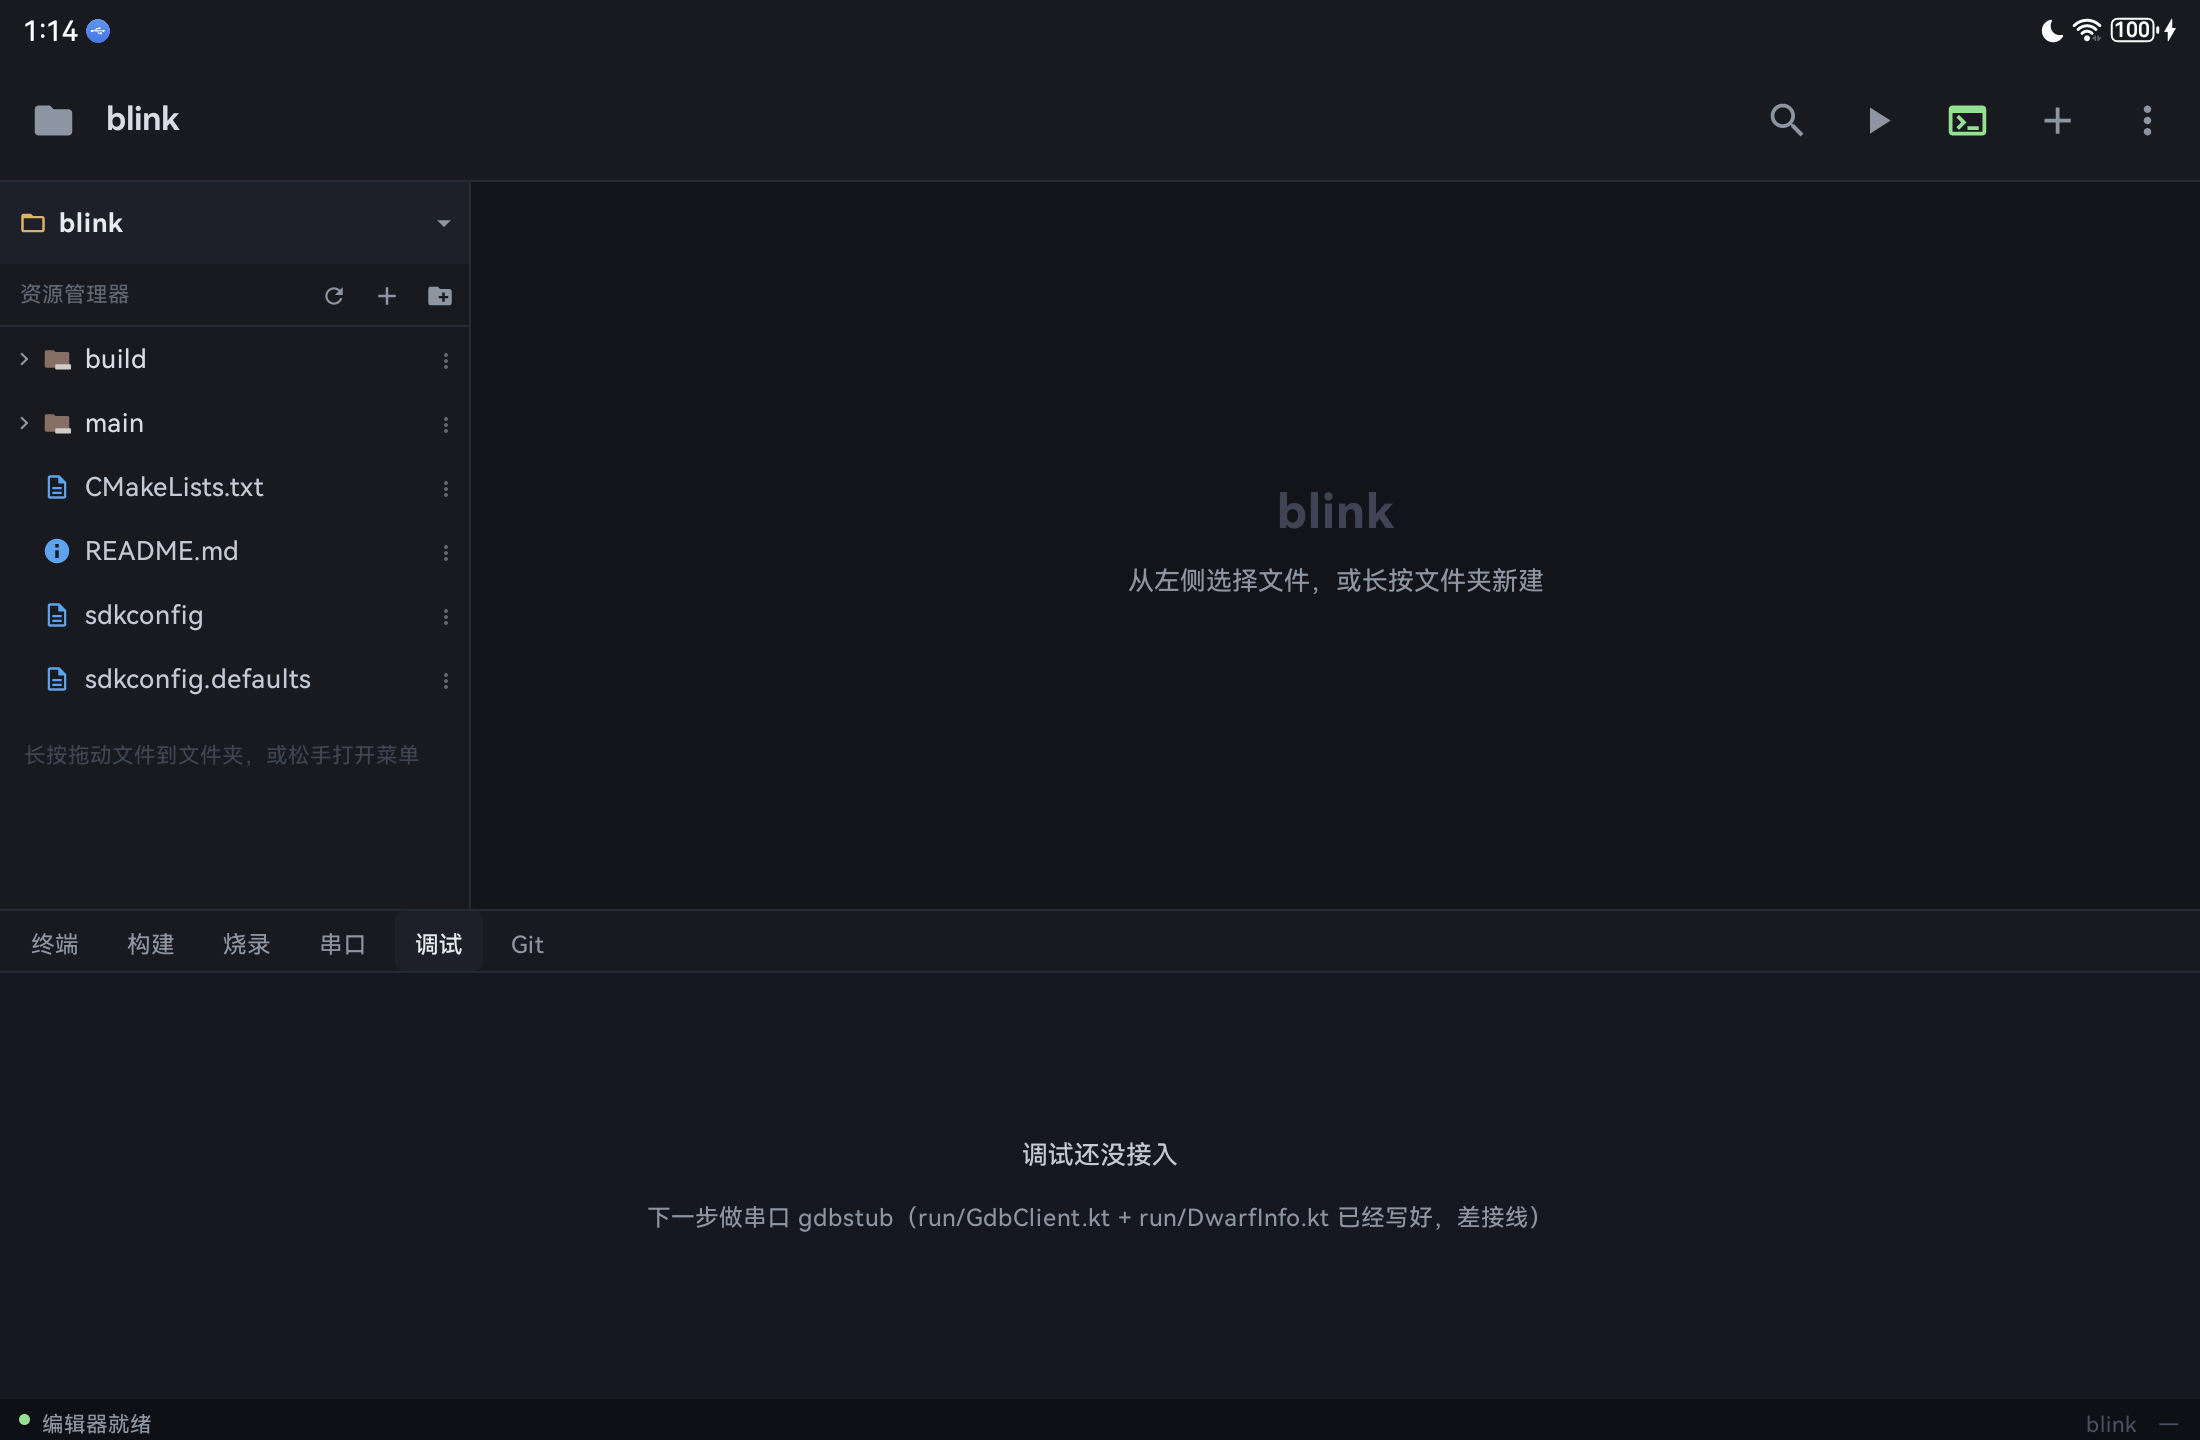 1:14
100
blink
blink
资源管理器
build
main
CMakeLists.txt
README.md
sdkconfig
sdkconfig.defaults
长按拖动文件到文件夹，或松手打开菜单
blink
从左侧选择文件，或长按文件夹新建
终端 构建 烧录 串口 调试 Git
调试还没接入
下一步做串口 gdbstub（run/GdbClient.kt + run/DwarfInfo.kt 已经写好，差接线）
编辑器就绪
blink —